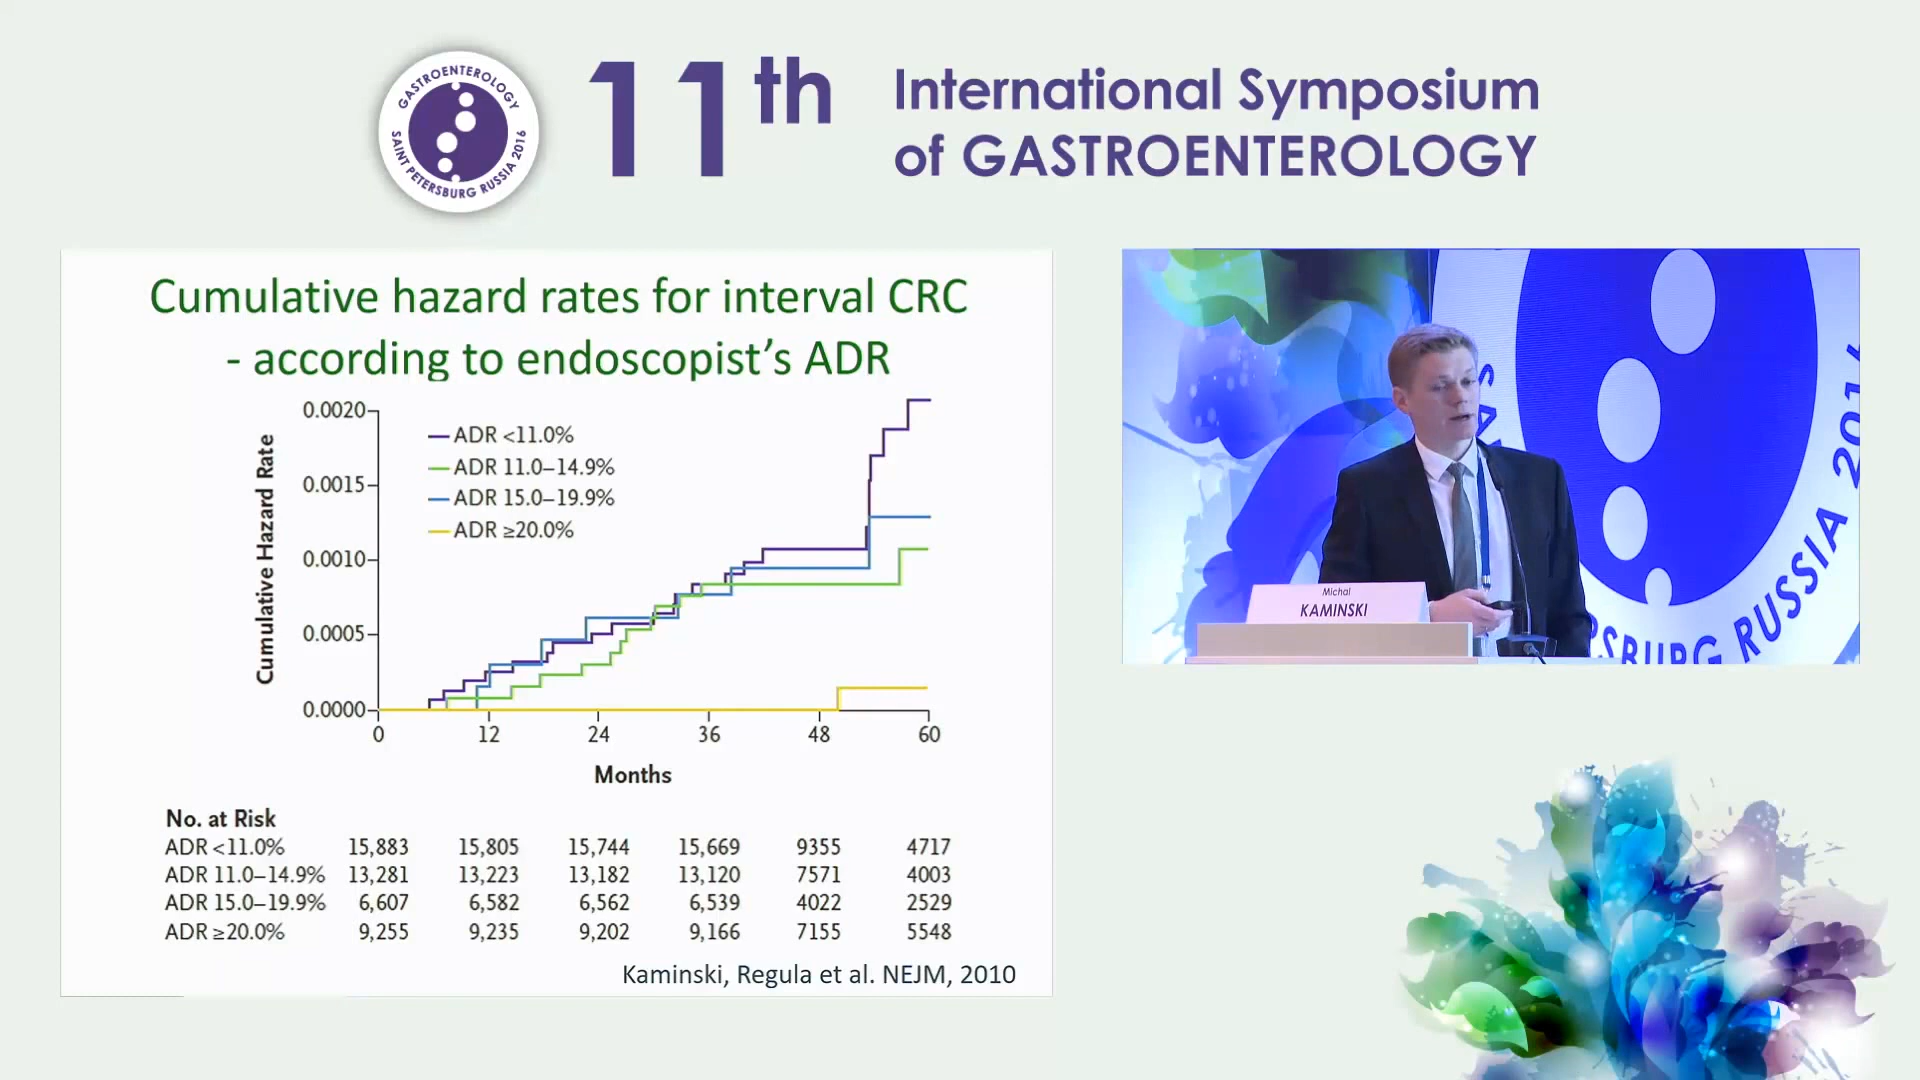 GASTROENTEROLOGY
SAINT PETERSBURG RUSSIA 2016
11th
International Symposium
of GASTROENTEROLOGY
Cumulative hazard rates for interval CRC
- according to endoscopist's ADR
Cumulative Hazard Rate
0.0020
0.0015
0.0010
0.0005
0.0000
ADR <11.0%
ADR 11.0–14.9%
ADR 15.0–19.9%
ADR ≥20.0%
0 12 24 36 48 60
Months
No. at Risk
ADR <11.0% 15,883 15,805 15,744 15,669 9355 4717
ADR 11.0–14.9% 13,281 13,223 13,182 13,120 7571 4003
ADR 15.0–19.9% 6,607 6,582 6,562 6,539 4022 2529
ADR ≥20.0% 9,255 9,235 9,202 9,166 7155 5548
Kaminski, Regula et al. NEJM, 2010
Michal
KAMINSKI
RUSSIA